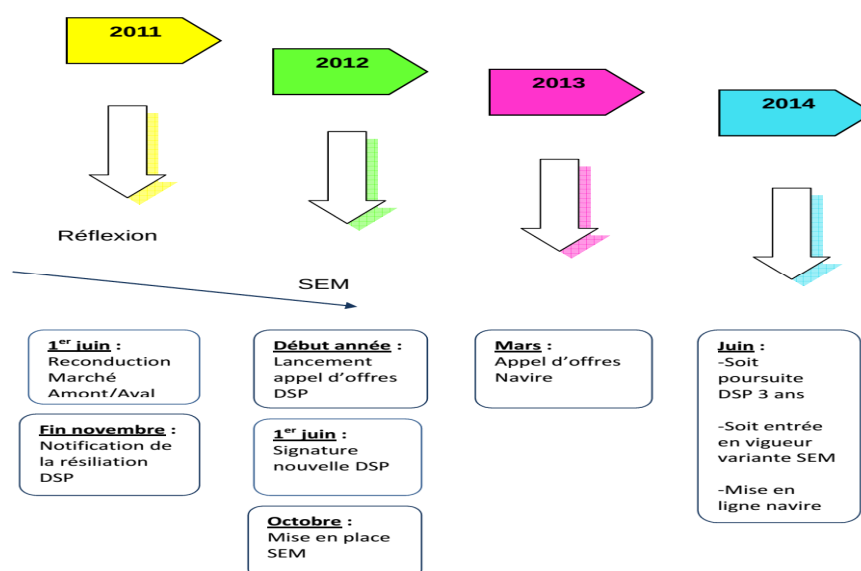 2011
2012
2013
2014
Réflexion
SEM
1er juin :
Reconduction
Marché
Amont/Aval
Fin novembre :
Notification de
la résiliation
DSP
Début année :
Lancement
appel d'offres
DSP
1er juin :
Signature
nouvelle DSP
Octobre :
Mise en place
SEM
Mars :
Appel d'offres
Navire
Juin :
-Soit
poursuite
DSP 3 ans
-Soit entrée
en vigueur
variante SEM
-Mise en
ligne navire